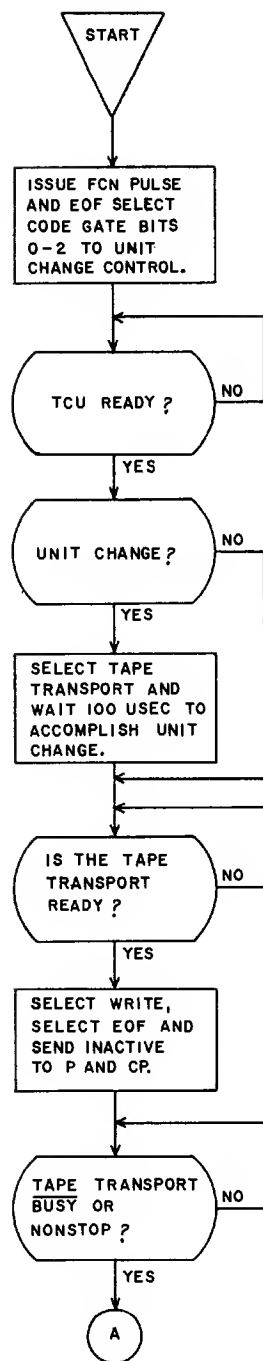 START
ISSUE FCN PULSE
AND EOF SELECT
CODE GATE BITS
0-2 TO UNIT
CHANGE CONTROL.
TCU READY?
NO
YES
UNIT CHANGE?
NO
YES
SELECT TAPE
TRANSPORT AND
WAIT 100 USEC TO
ACCOMPLISH UNIT
CHANGE.
IS THE TAPE
TRANSPORT
READY?
NO
YES
SELECT WRITE,
SELECT EOF AND
SEND INACTIVE
TO P AND CP.
TAPE TRANSPORT
BUSY OR
NONSTOP?
NO
YES
A